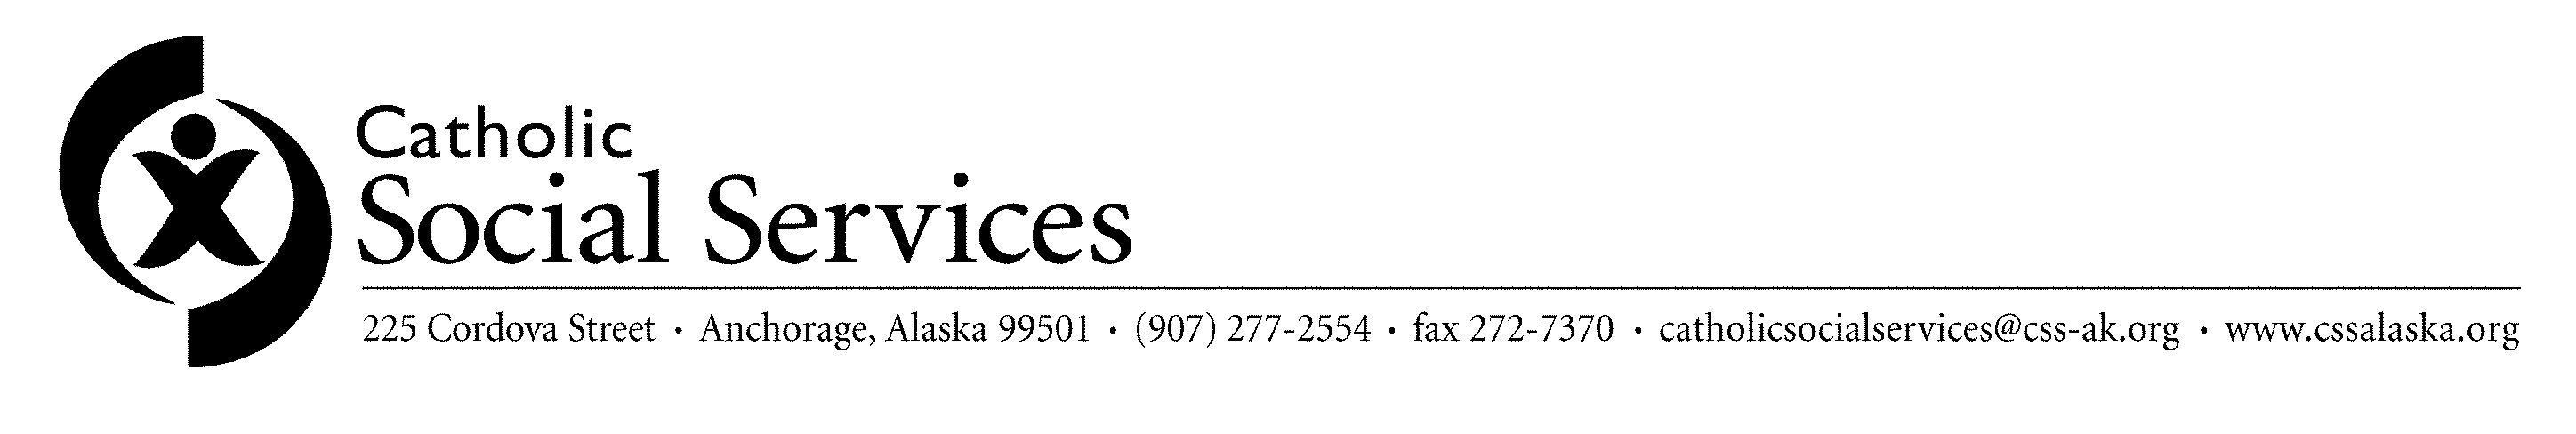 Catholic
Social Services
225 Cordova Street • Anchorage, Alaska 99501 • (907) 277-2554 • fax 272-7370 • catholicsocialservices@css-ak.org • www.cssalaska.org